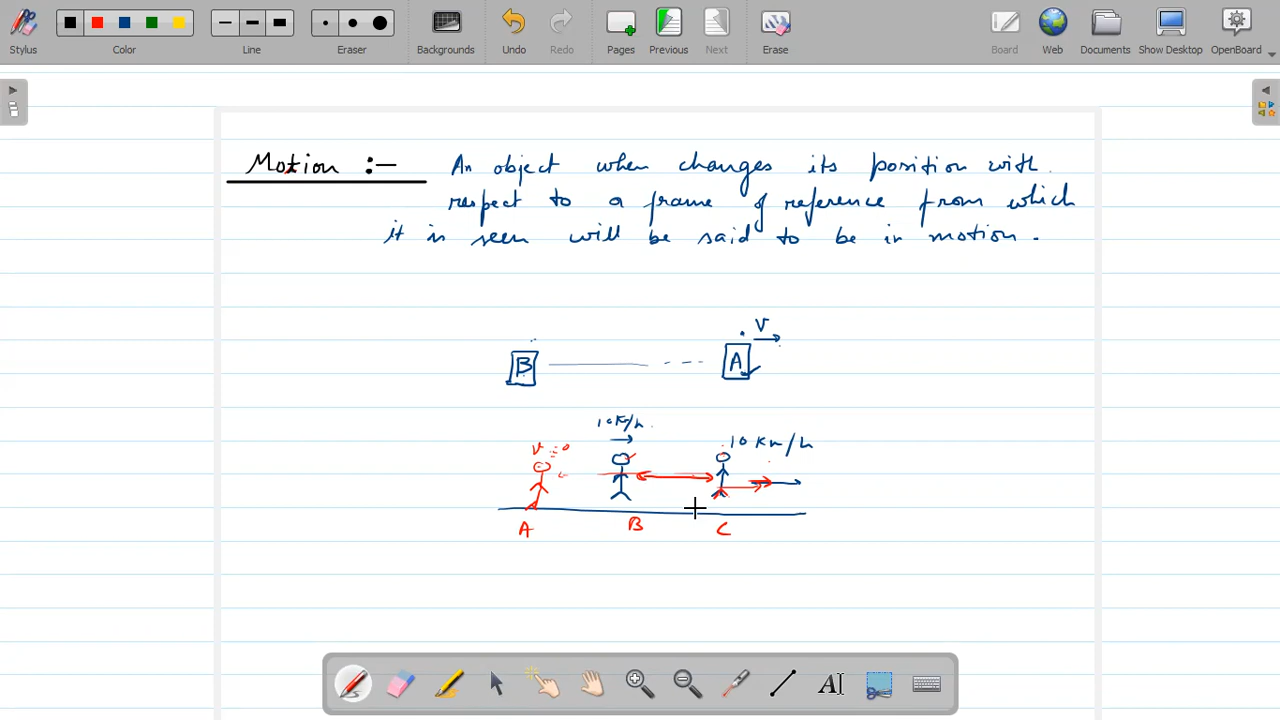 Stylus
Color
Line
Eraser
Backgrounds
Undo
Redo
Pages
Previous
Next
Erase
Board
Web
Documents
Show Desktop
OpenBoard
Motion :— An object when changes its position with
respect to a frame of reference from which
it is seen will be said to be in motion.
V
B A
10 K/h
V = 0 10 Km/h
A B C
AI